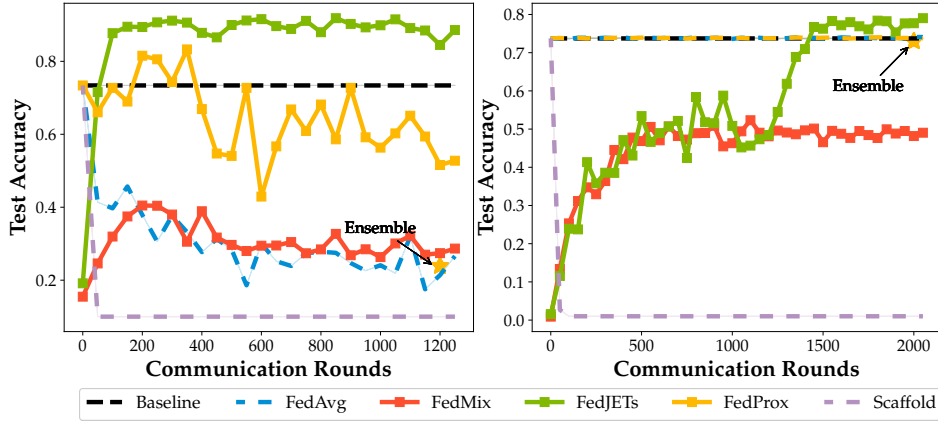 Test Accuracy
0.8
0.6
0.4
0.2
Ensemble
0 200 400 600 800 1000 1200
Communication Rounds
Test Accuracy
0.8
0.7
0.6
0.5
0.4
0.3
0.2
0.1
0.0
Ensemble
0 500 1000 1500 2000
Communication Rounds
Baseline FedAvg FedMix FedJETs FedProx Scaffold